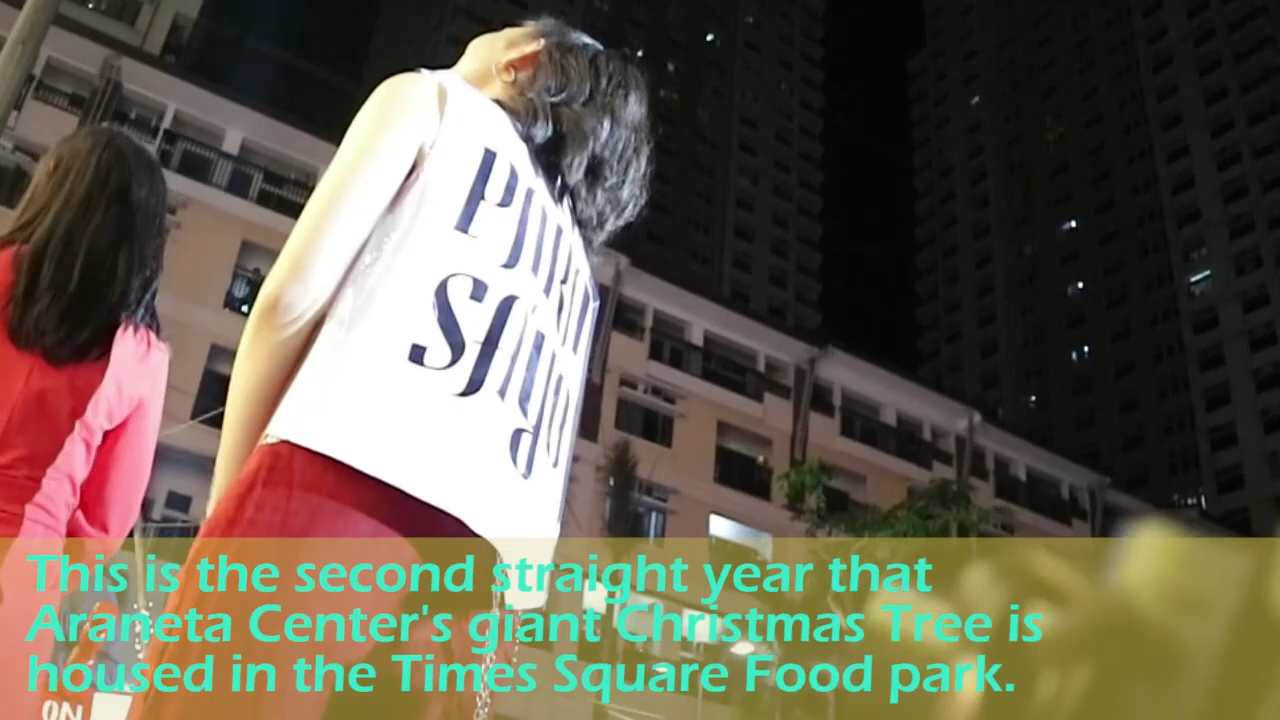 This is the second straight year that
Araneta Center's giant Christmas Tree is
housed in the Times Square Food park.
ON